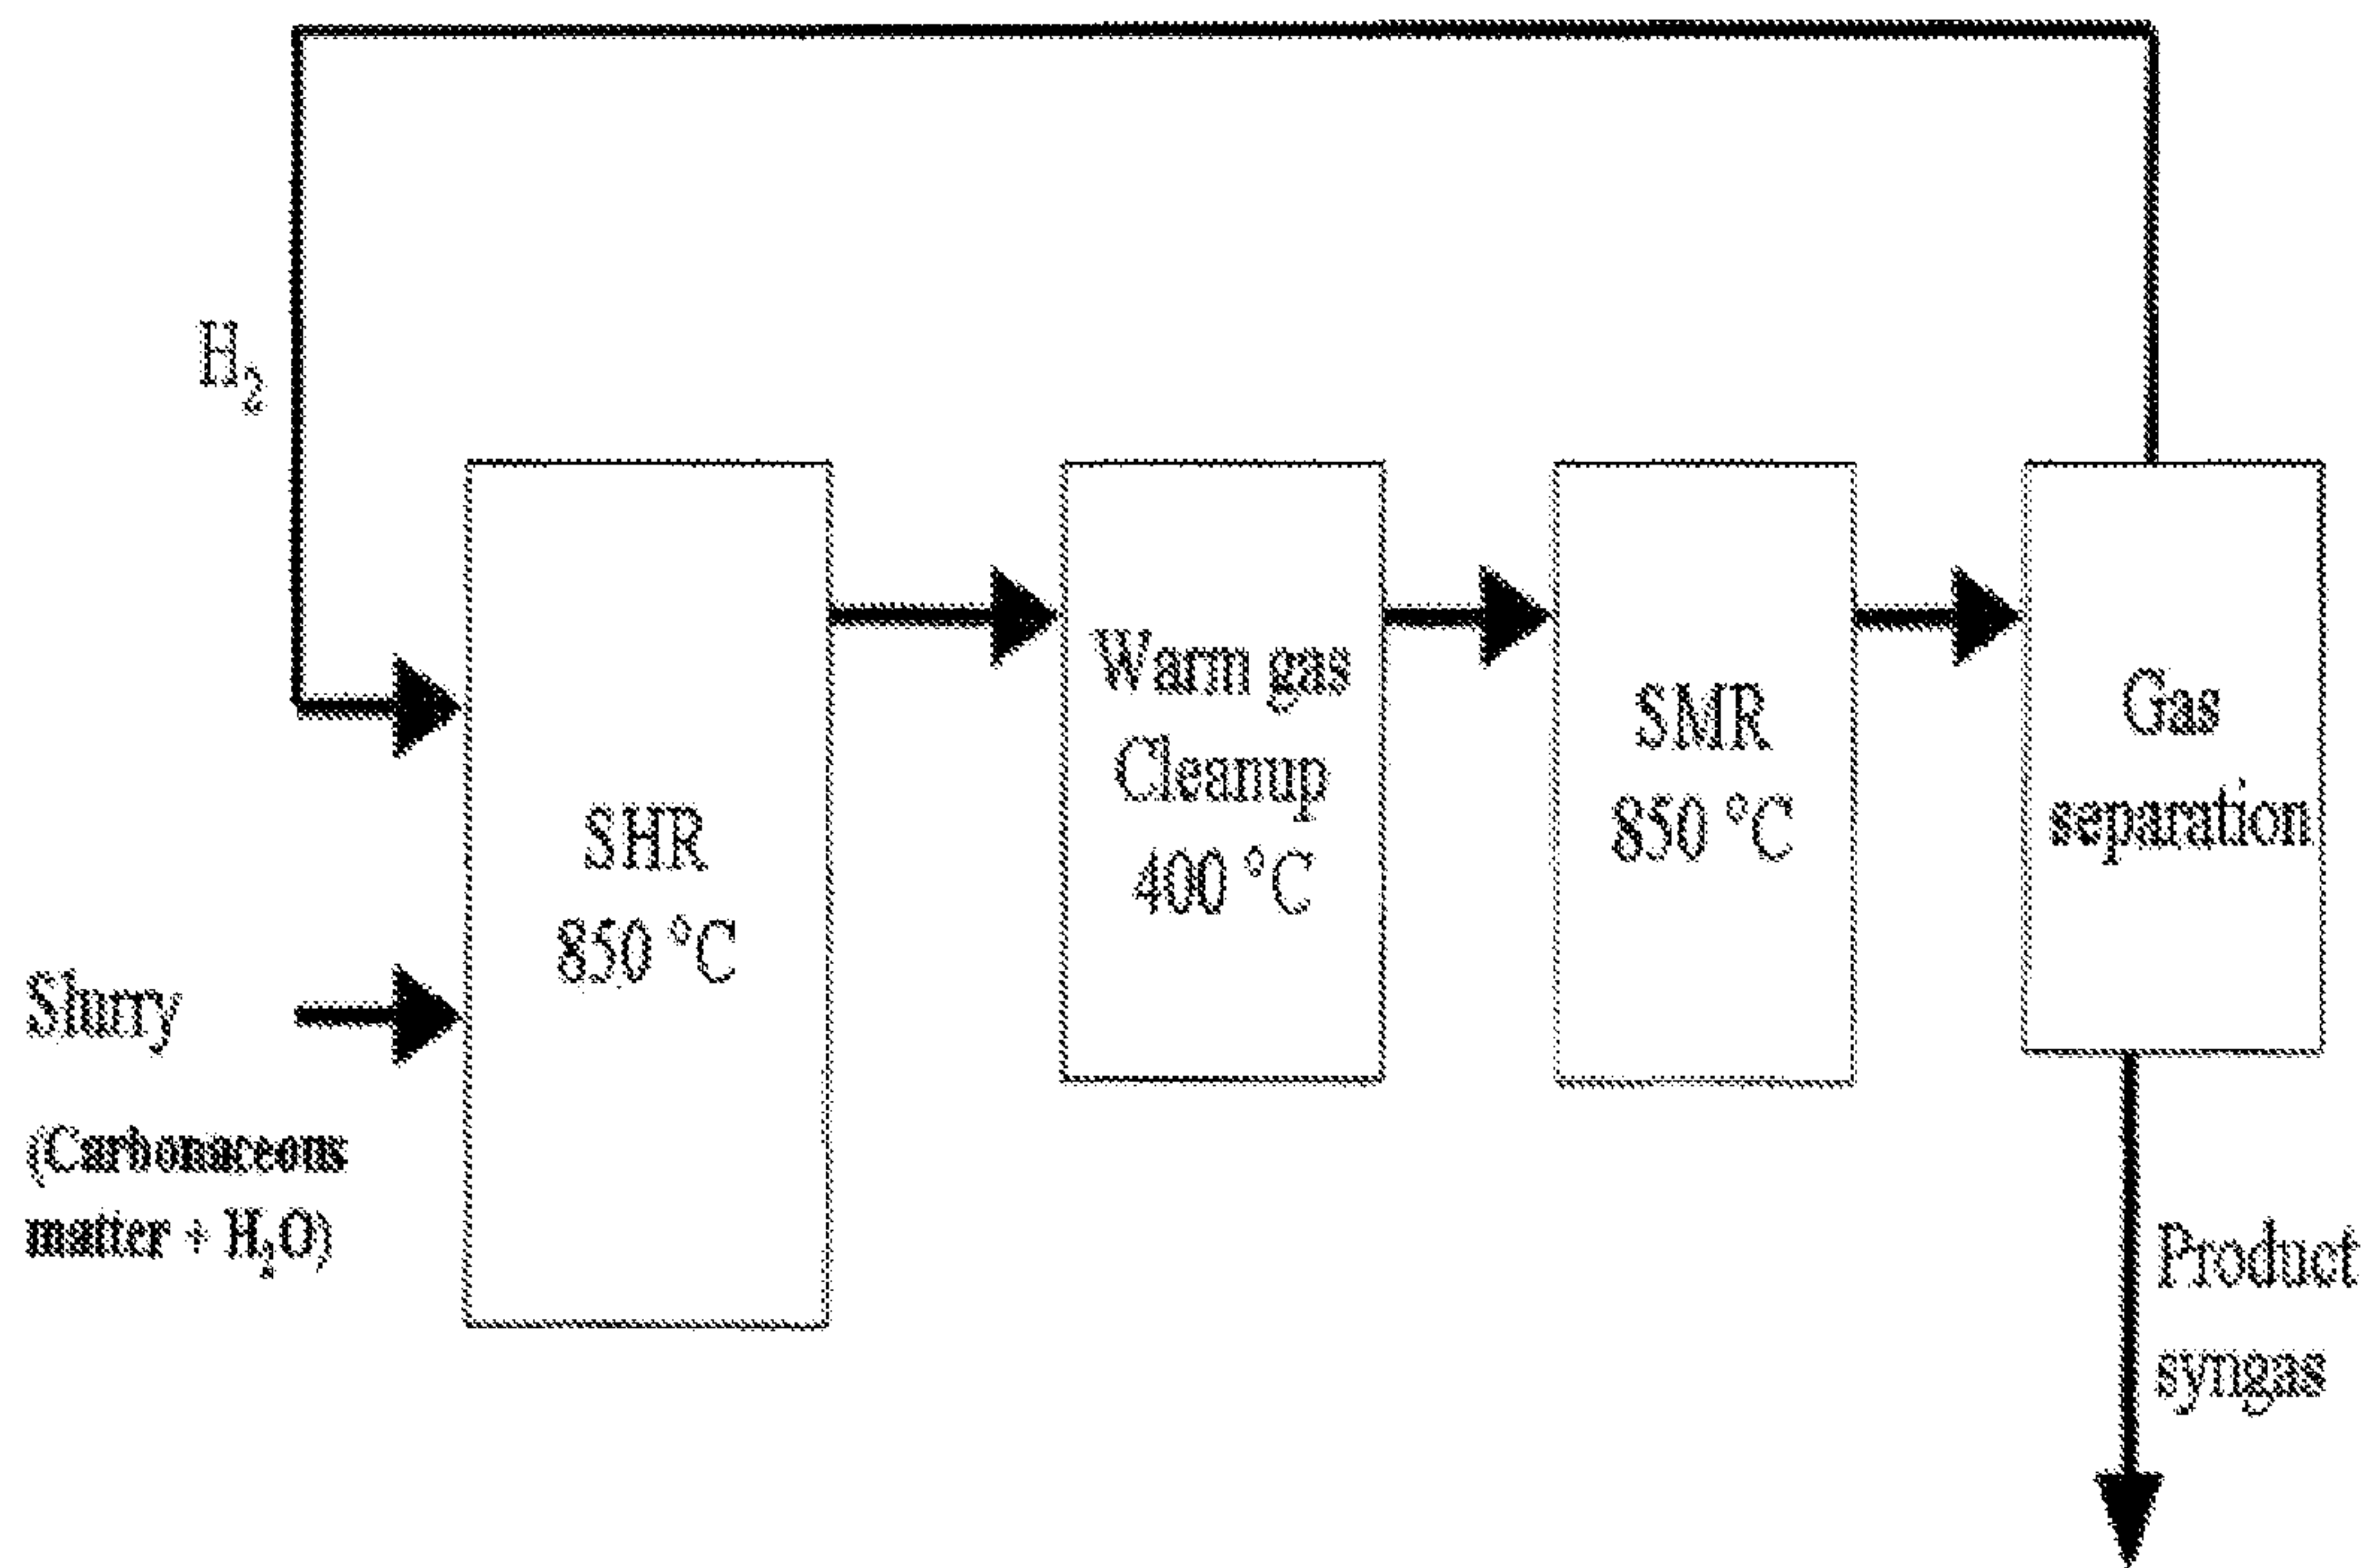 H₂
SHR
850 °C
Warm gas
Cleanup
400 °C
SMR
850 °C
Gas
separation
Slurry
(Carbonaceous
matter + H₂O)
Product
syngas